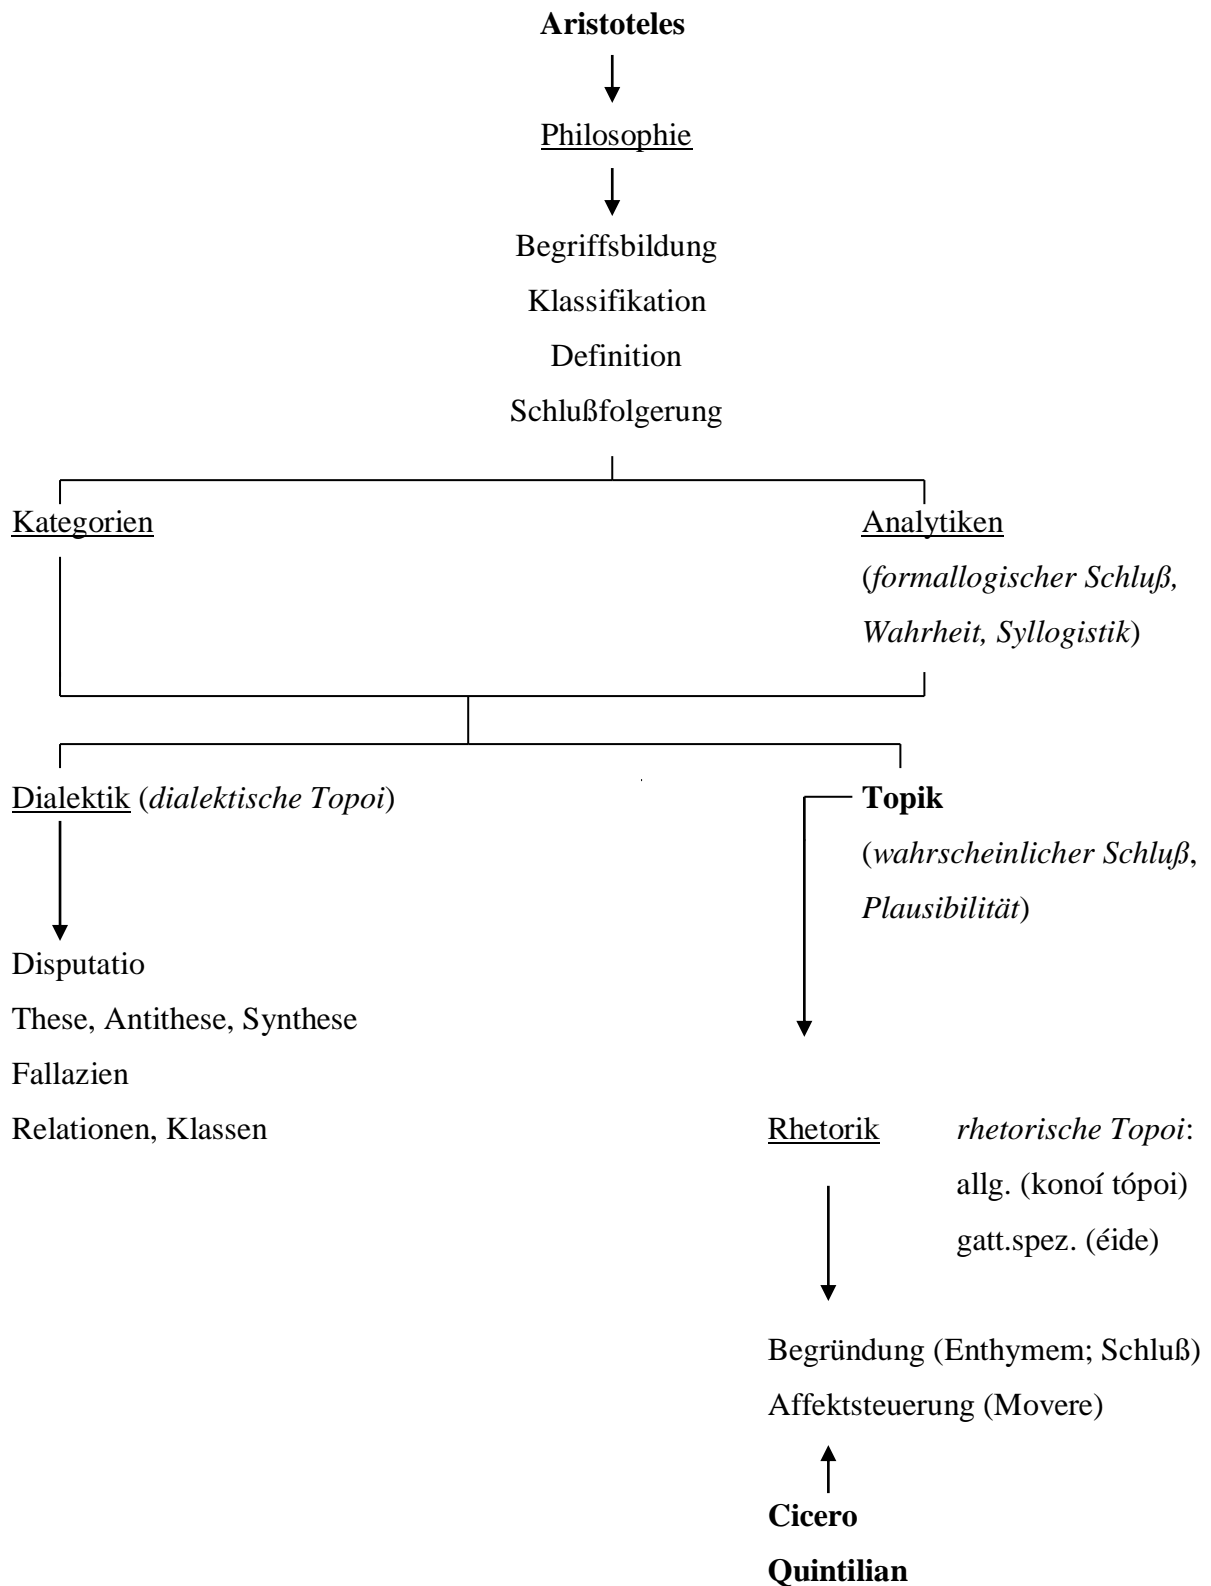 Aristoteles
Philosophie
Begriffsbildung
Klassifikation
Definition
Schlußfolgerung
Kategorien
Analytiken
(formallogischer Schluß,
Wahrheit, Syllogistik)
Dialektik (dialektische Topoi)
Topik
(wahrscheinlicher Schluß,
Plausibilität)
Disputatio
These, Antithese, Synthese
Fallazien
Relationen, Klassen
Rhetorik
rhetorische Topoi:
allg. (konoí tópoi)
gatt.spez. (éide)
Begründung (Enthymem; Schluß)
Affektsteuerung (Movere)
Cicero
Quintilian